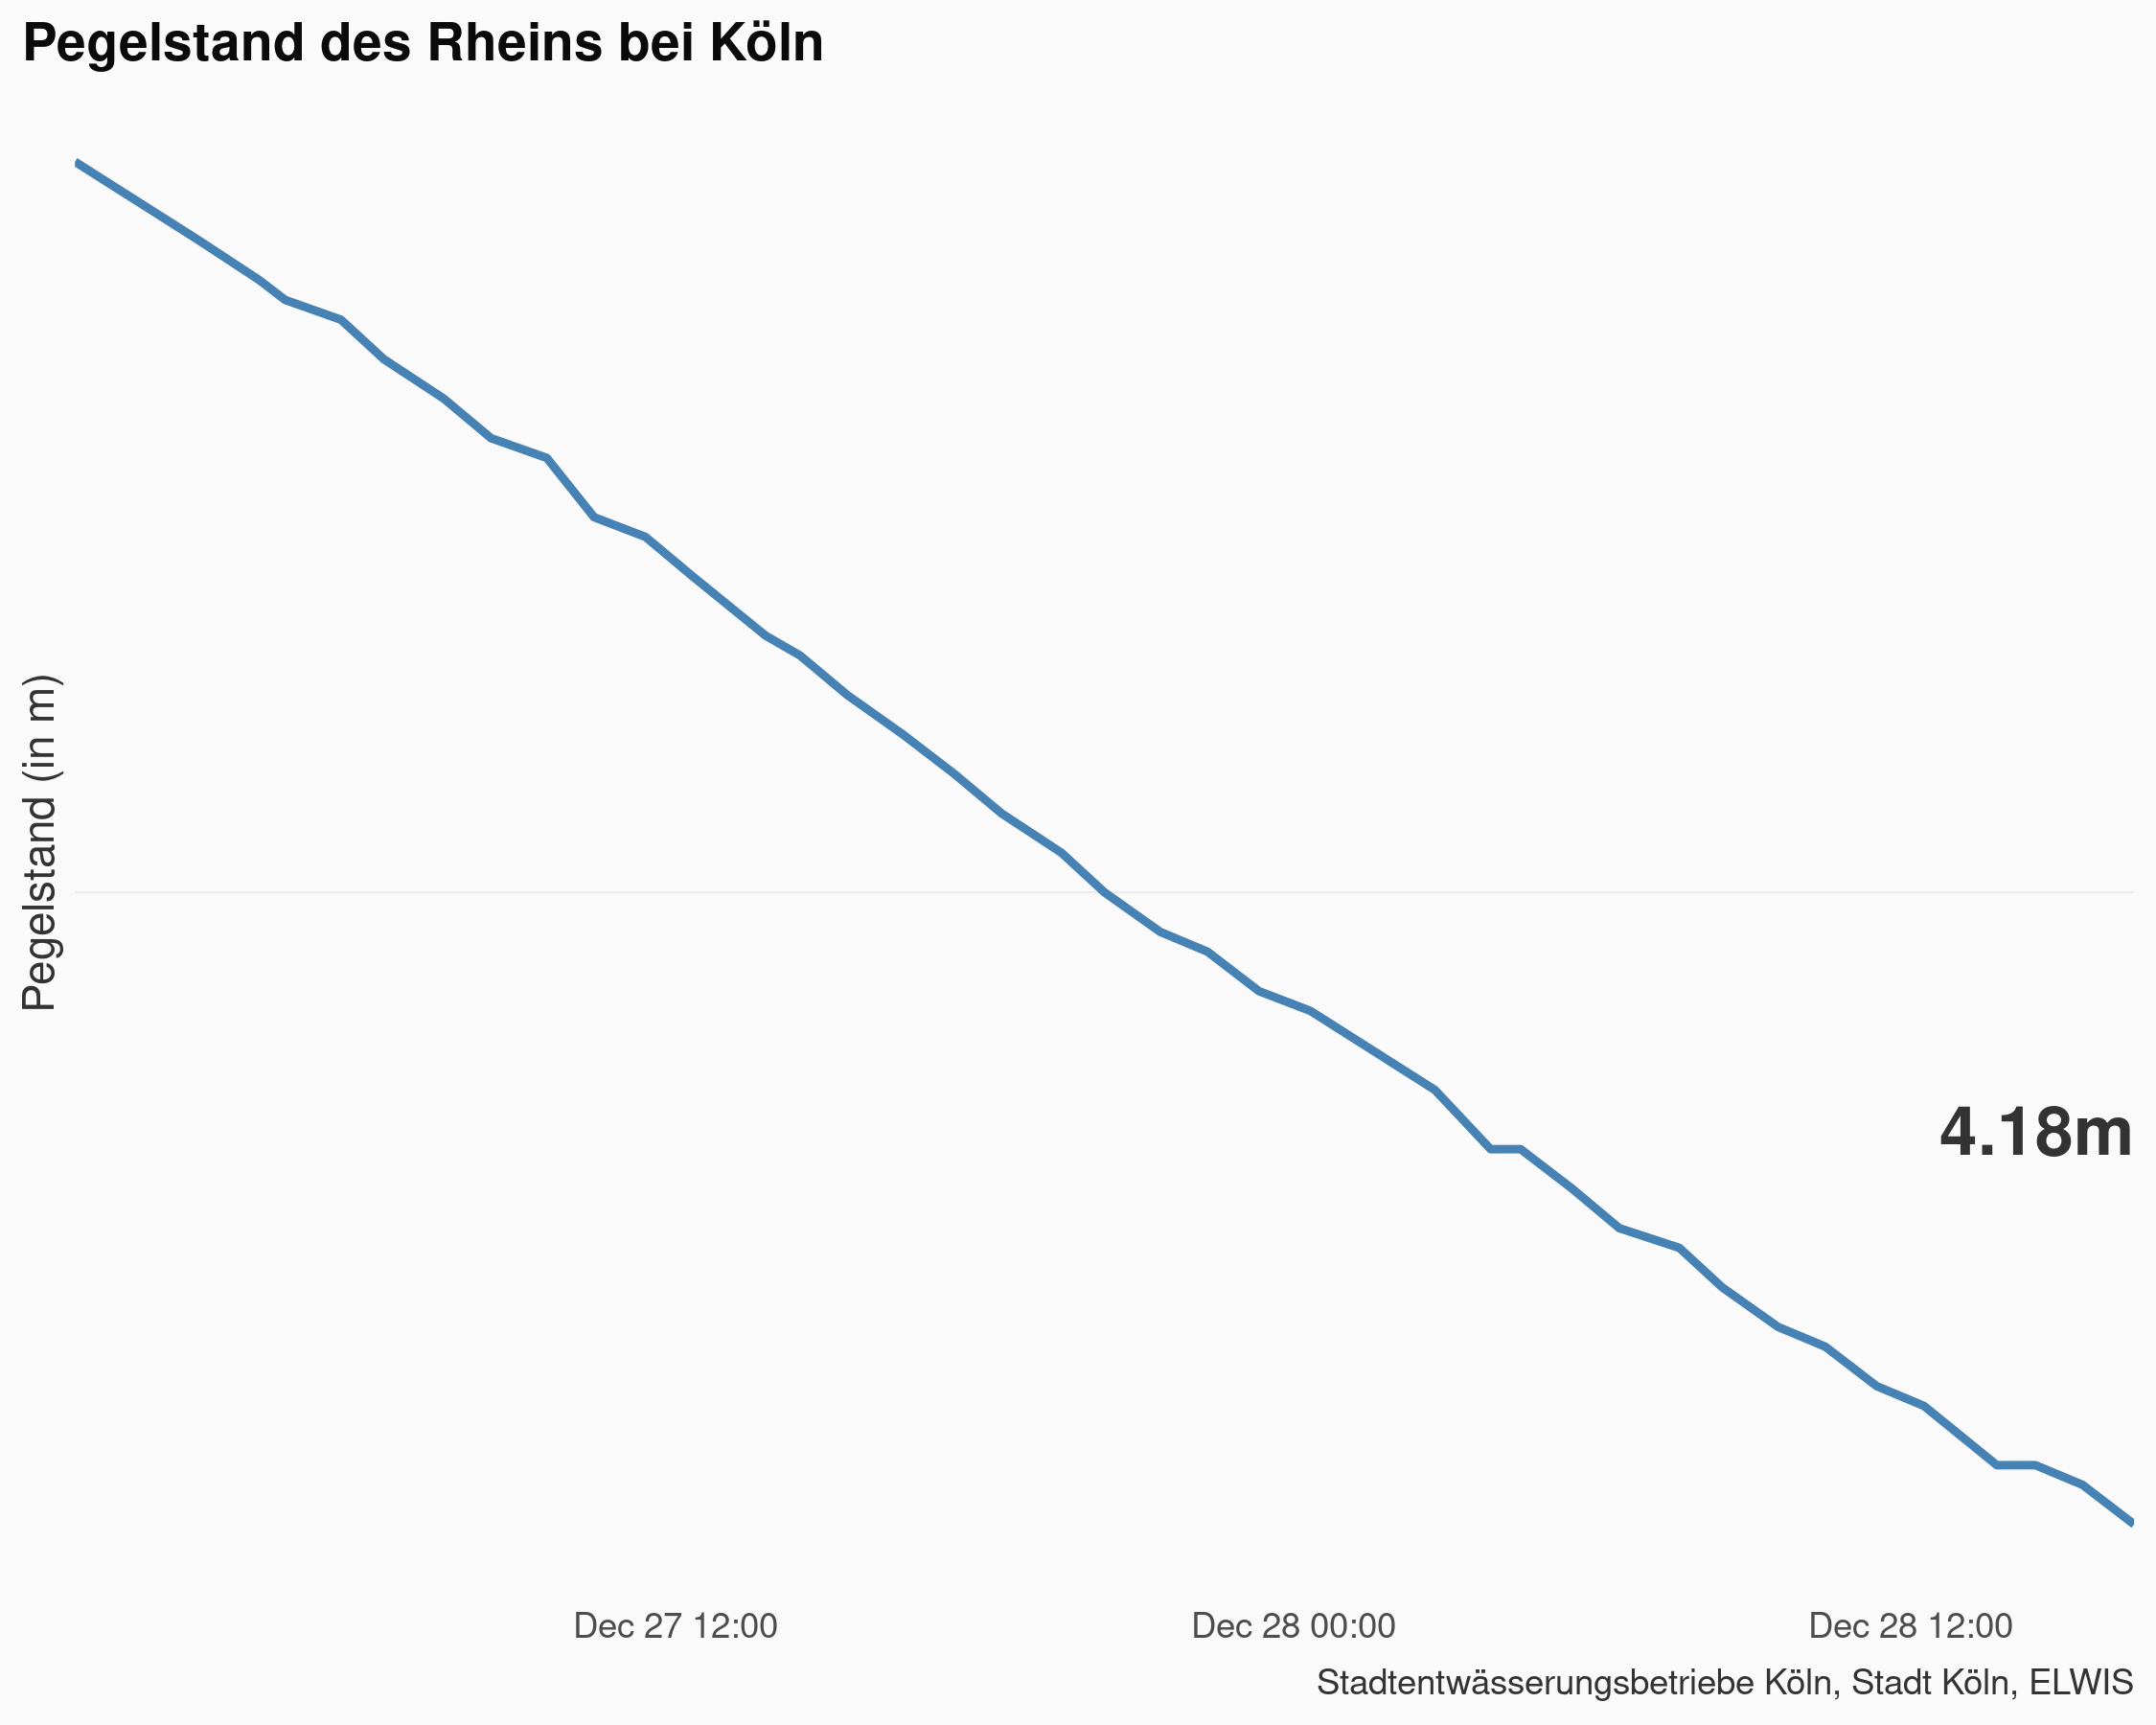 Pegelstand des Rheins bei Köln
Pegelstand (in m)
4.18m
Dec 27 12:00
Dec 28 00:00
Dec 28 12:00
Stadtentwässerungsbetriebe Köln, Stadt Köln, ELWIS